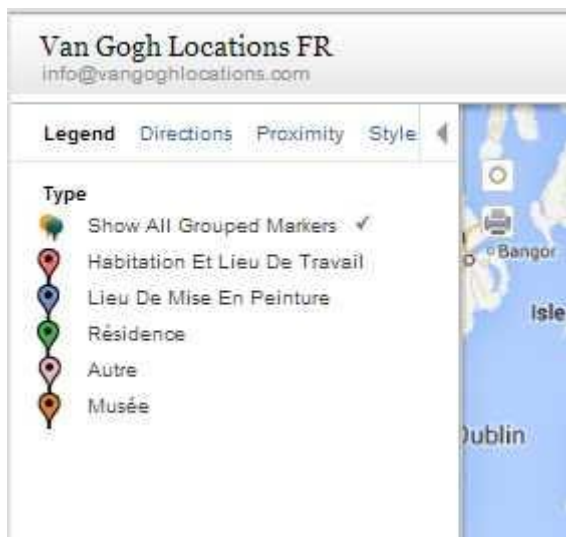 Van Gogh Locations FR
info@vangoghlocations.com
Legend Directions Proximity Style
Type
Show All Grouped Markers ✓
Habitation Et Lieu De Travail
Lieu De Mise En Peinture
Résidence
Autre
Musée
Bangor
Isle
Dublin